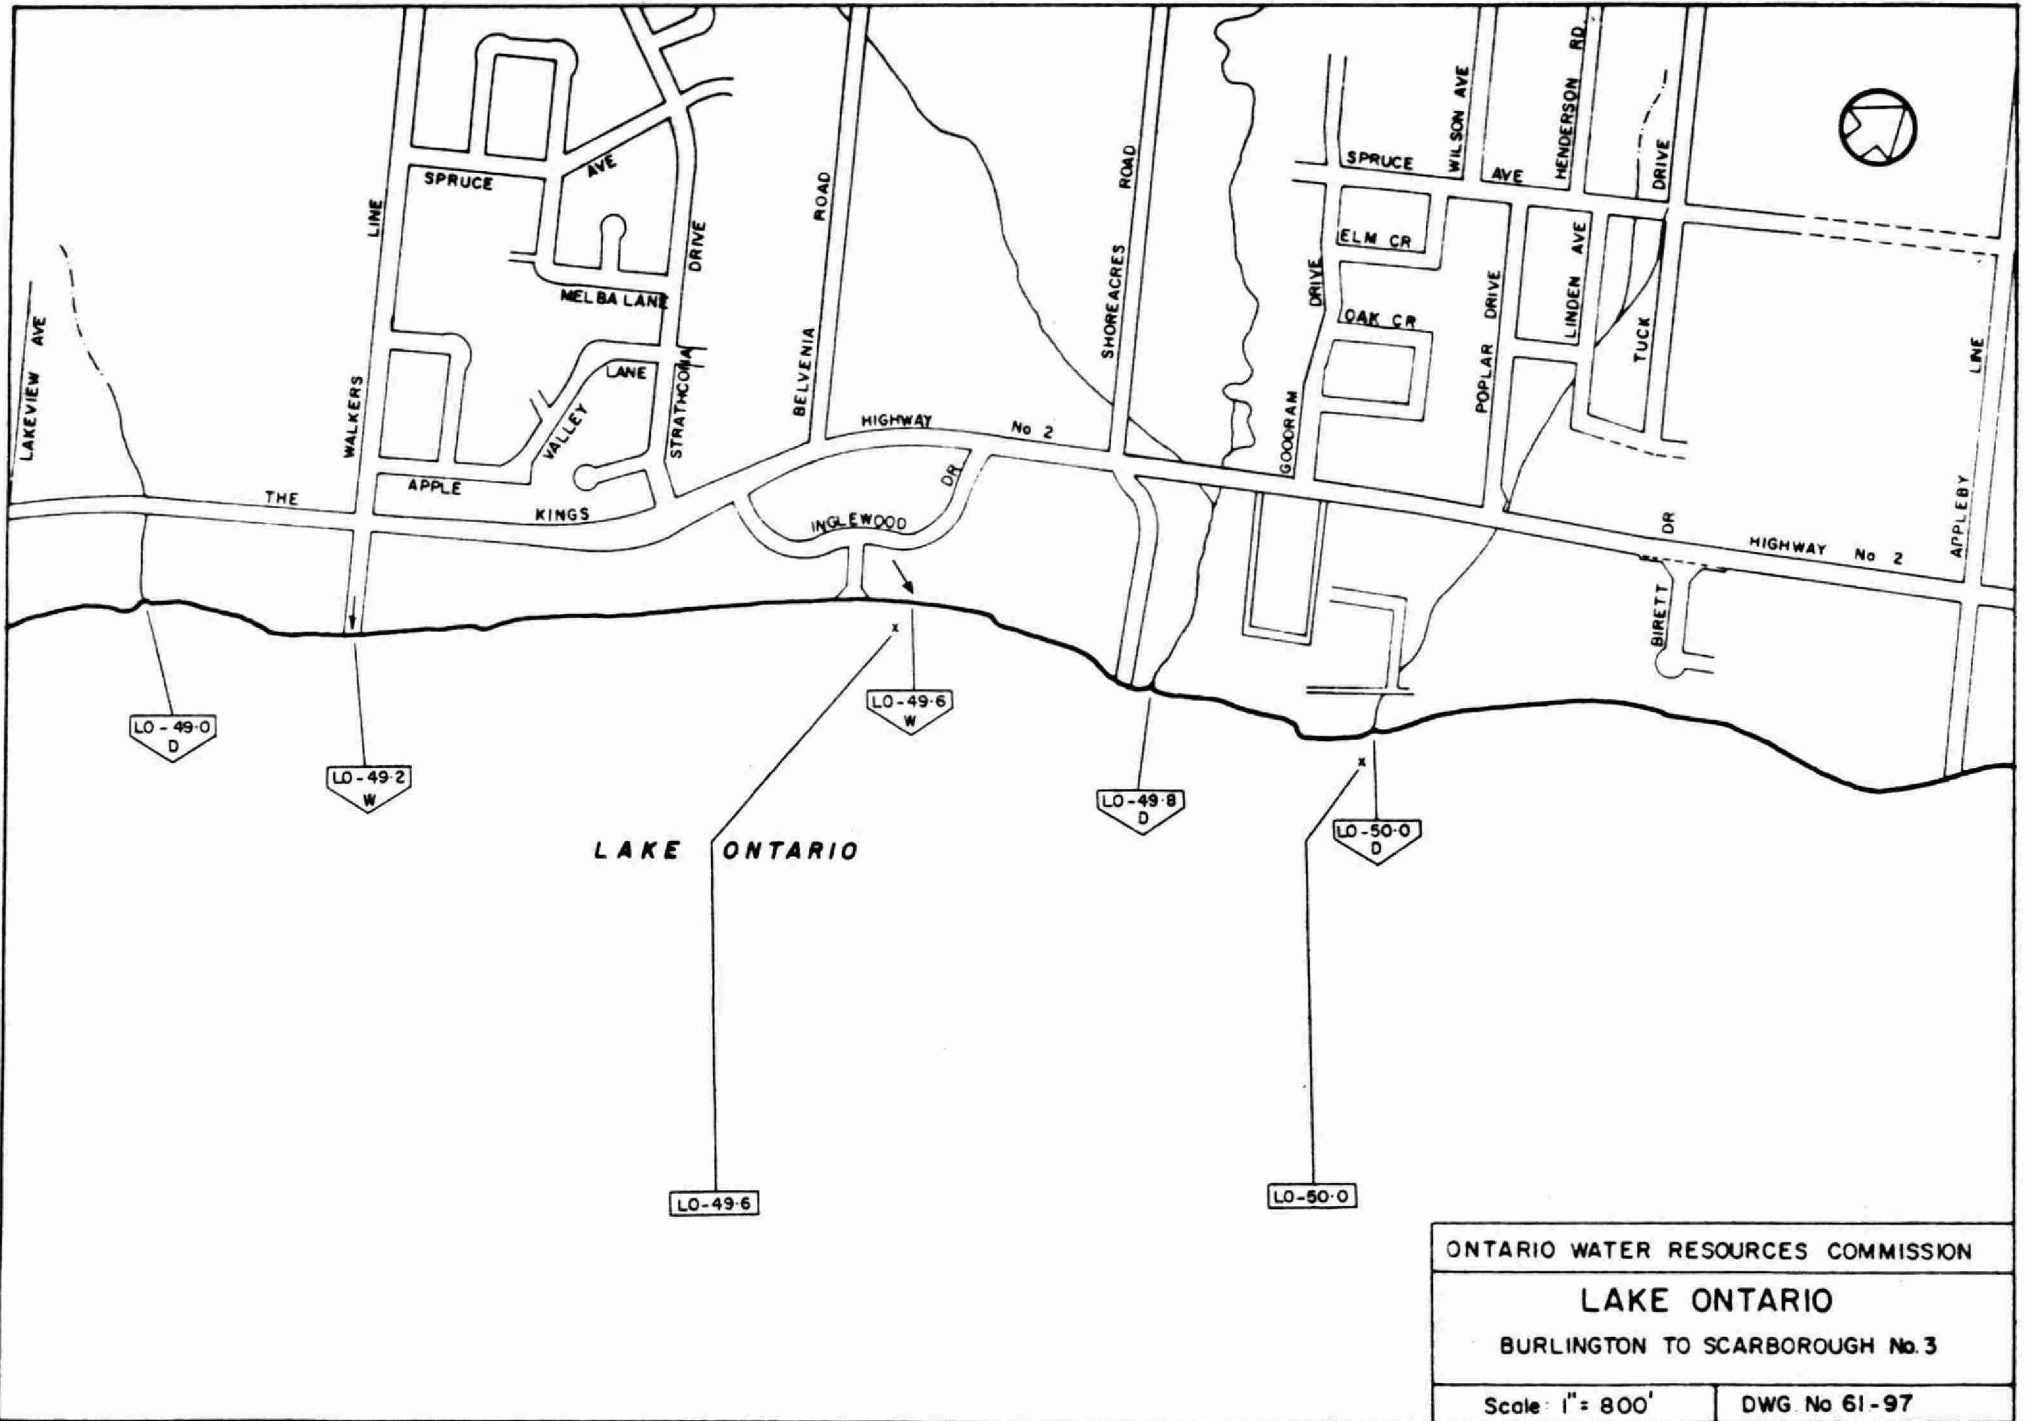 LAKEVIEW AVE
WALKERS LINE
SPRUCE AVE
MELBA LANE
STRATHCONA DRIVE
APPLE VALLEY LANE
BELVENIA ROAD
SHOREACRES ROAD
GOODRAM DRIVE
SPRUCE AVE
WILSON AVE
HENDERSON RD
ELM CR
OAK CR
POPLAR DRIVE
LINDEN AVE
TUCK DRIVE
APPLEBY LINE
THE KINGS HIGHWAY No 2
INGLEWOOD DR
BIRETT DR
HIGHWAY No 2
LO-49·0
D
LO-49·2
W
LO-49·6
W
LO-49·8
D
LO-50·0
D
LAKE ONTARIO
LO-49·6
LO-50·0
ONTARIO WATER RESOURCES COMMISSION
LAKE ONTARIO
BURLINGTON TO SCARBOROUGH No. 3
Scale: 1"= 800'
DWG. No 61-97